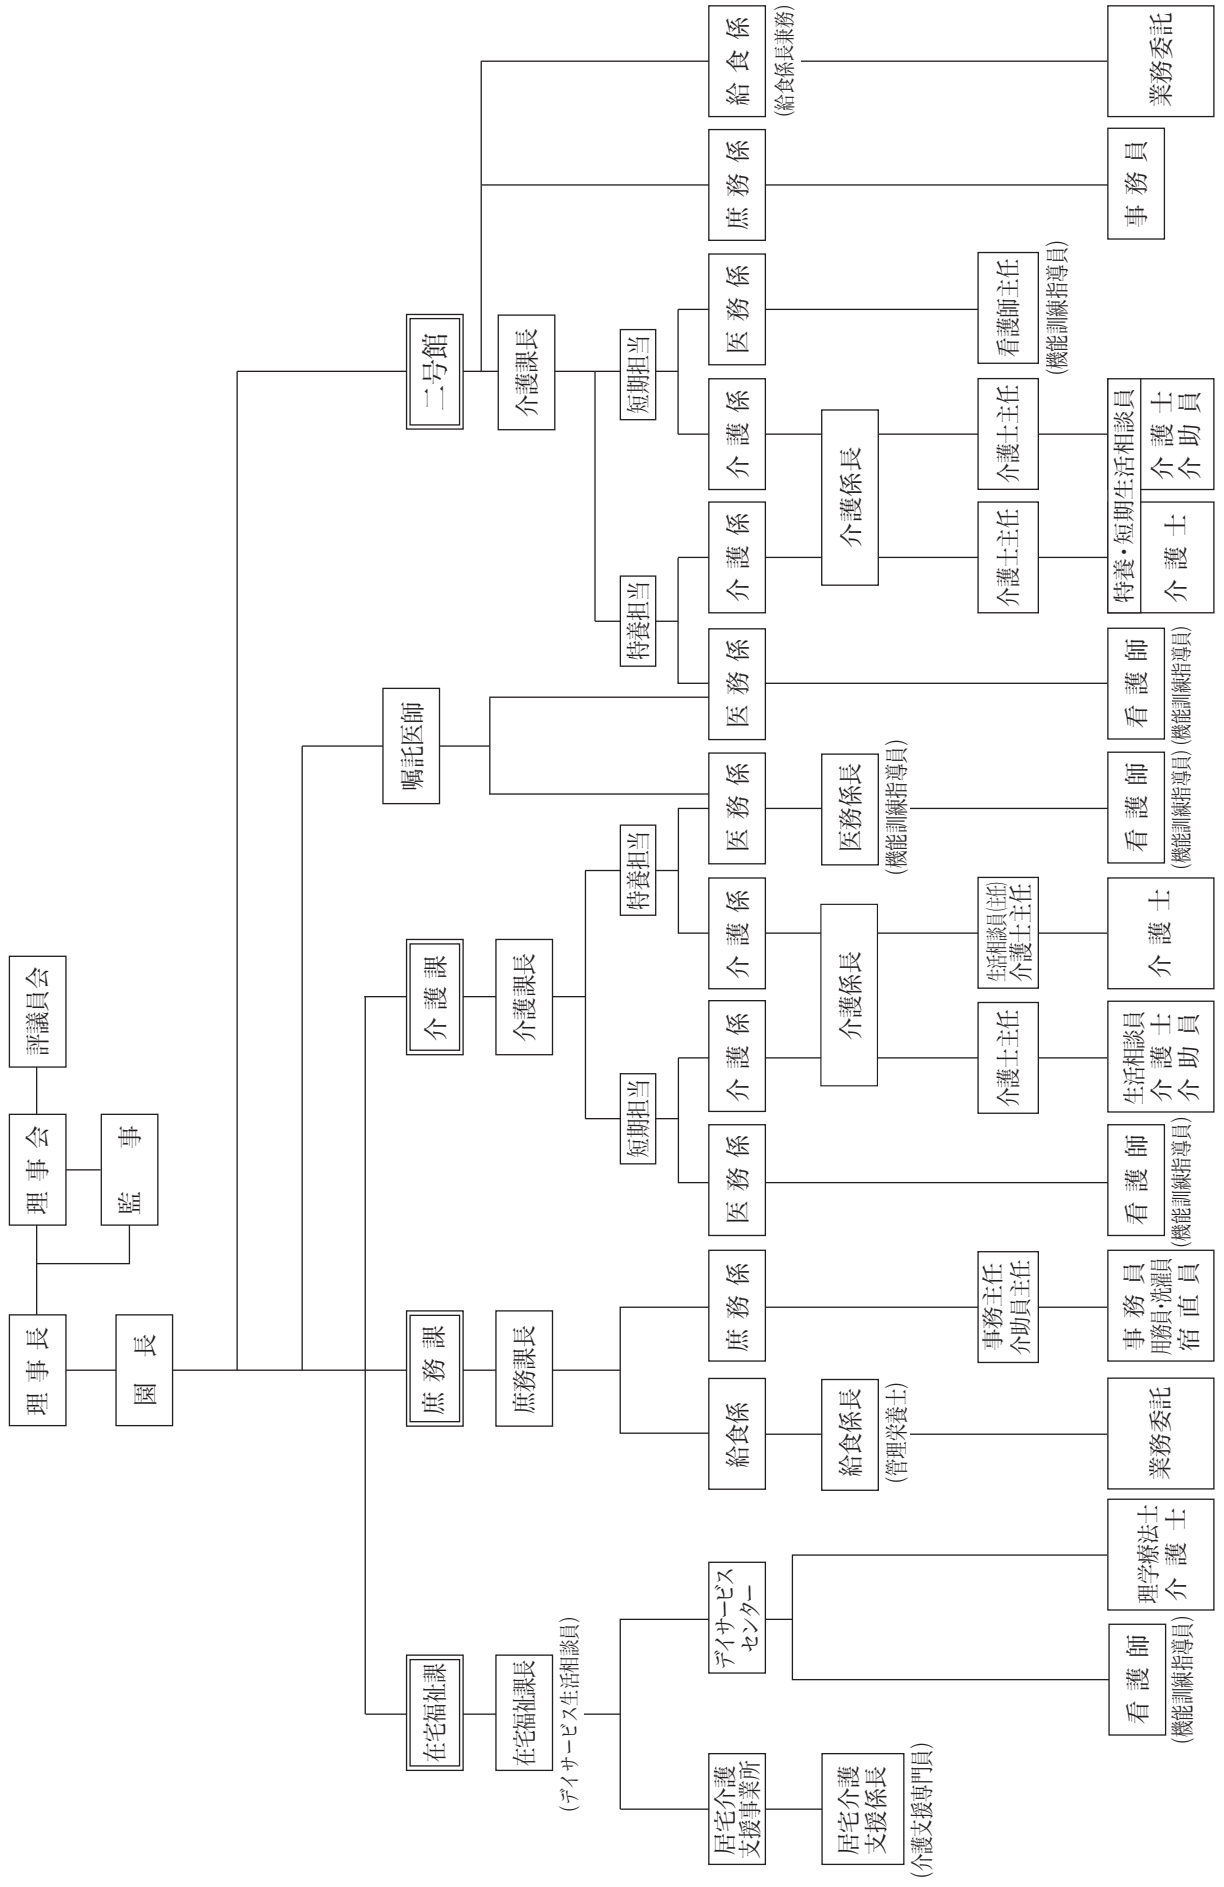 理事長
理事会
評議員会
園長
監事
嘱託医師
在宅福祉課
庶務課
介護課
二号館
在宅福祉課長
(デイサービス生活相談員)
庶務課長
介護課長
介護課長
短期担当
特養担当
特養担当
短期担当
居宅介護
支援事業所
デイサービス
センター
給食係
庶務係
医務係
介護係
介護係
医務係
医務係
介護係
介護係
医務係
庶務係
給食係
(給食係長兼務)
居宅介護
支援係長
(介護支援専門員)
給食係長
(管理栄養士)
介護係長
医務係長
(機能訓練指導員)
介護係長
事務主任
介助員主任
介護士主任
生活相談員(主任)
介護士主任
介護士主任
介護士主任
看護師主任
(機能訓練指導員)
看護師
(機能訓練指導員)
理学療法士
介護士
業務委託
事務員
用務員・洗濯員
宿直員
看護師
(機能訓練指導員)
生活相談員
介護士
介助員
介護士
看護師
(機能訓練指導員)
看護師
(機能訓練指導員)
特養・短期生活相談員
介護士
介護士
介助員
事務員
業務委託